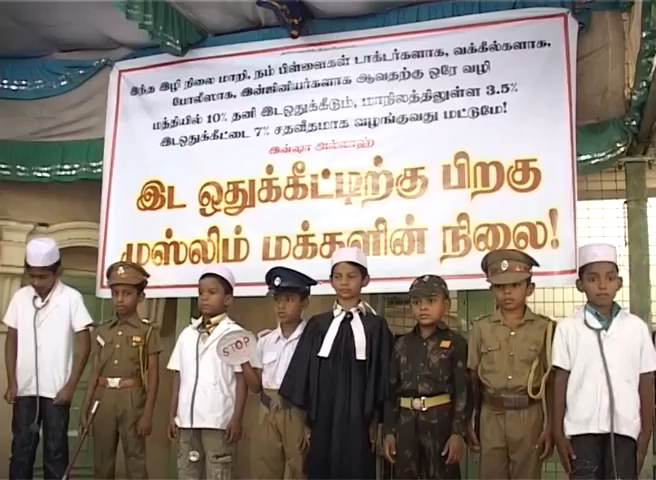 இந்த இழி நிலை மாறி, நம் பிள்ளைகள் டாக்டர்களாக, வக்கீல்களாக,
போலீஸாக, இன்ஜினியர்களாக ஆவதற்கு ஒரே வழி
மத்தியில் 10% தனி இடஒதுக்கீடும், மாநிலத்திலுள்ள 3.5%
இடஒதுக்கீட்டை 7% சதவீதமாக வழங்குவது மட்டுமே!
இன்ஷா அல்லாஹ்
இட ஒதுக்கீட்டிற்கு பிறகு
முஸ்லிம் மக்களின் நிலை!
STOP